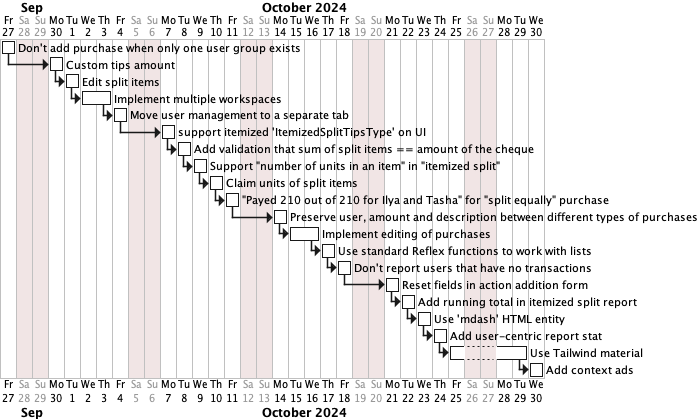 Sep October 2024
Fr Sa Su Mo Tu We Th Fr Sa Su Mo Tu We Th Fr Sa Su Mo Tu We Th Fr Sa Su Mo Tu We Th Fr Sa Su Mo Tu We
27 28 29 30 1 2 3 4 5 6 7 8 9 10 11 12 13 14 15 16 17 18 19 20 21 22 23 24 25 26 27 28 29 30
Don't add purchase when only one user group exists
Custom tips amount
Edit split items
Implement multiple workspaces
Move user management to a separate tab
support itemized 'ItemizedSplitTipsType' on UI
Add validation that sum of split items == amount of the cheque
Support "number of units in an item" in "itemized split"
Claim units of split items
"Payed 210 out of 210 for Ilya and Tasha" for "split equally" purchase
Preserve user, amount and description between different types of purchases
Implement editing of purchases
Use standard Reflex functions to work with lists
Don't report users that have no transactions
Reset fields in action addition form
Add running total in itemized split report
Use 'mdash' HTML entity
Add user-centric report stat
Use Tailwind material
Add context ads
Fr Sa Su Mo Tu We Th Fr Sa Su Mo Tu We Th Fr Sa Su Mo Tu We Th Fr Sa Su Mo Tu We Th Fr Sa Su Mo Tu We
27 28 29 30 1 2 3 4 5 6 7 8 9 10 11 12 13 14 15 16 17 18 19 20 21 22 23 24 25 26 27 28 29 30
Sep October 2024